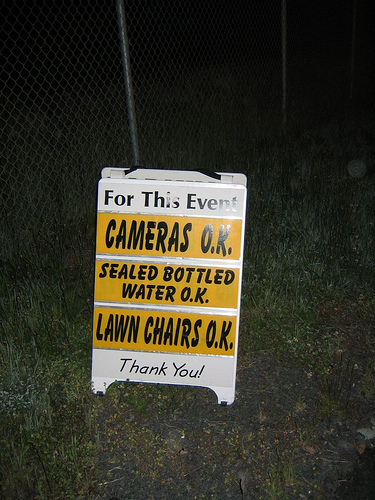 For This Event
CAMERAS O.K.
SEALED BOTTLED
WATER O.K.
LAWN CHAIRS O.K.
Thank You!